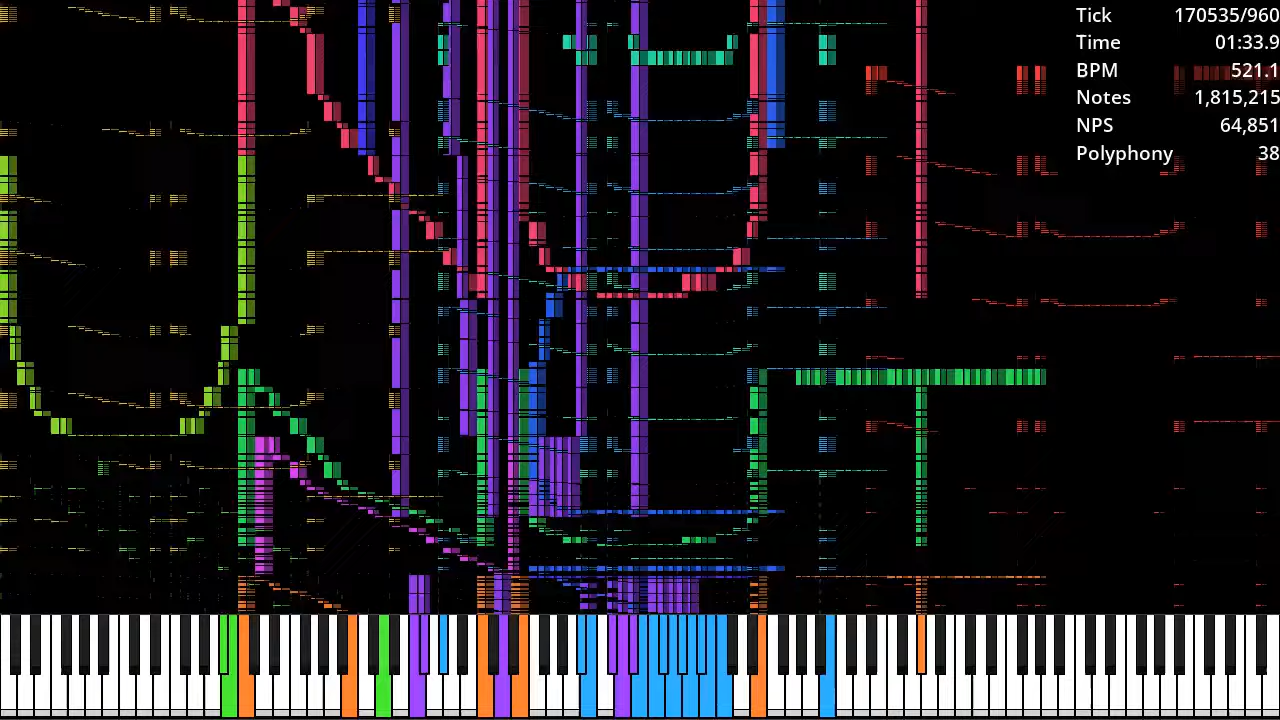 Tick 170535/960
Time 01:33.9
BPM 521.1
Notes 1,815,215
NPS 64,851
Polyphony 38